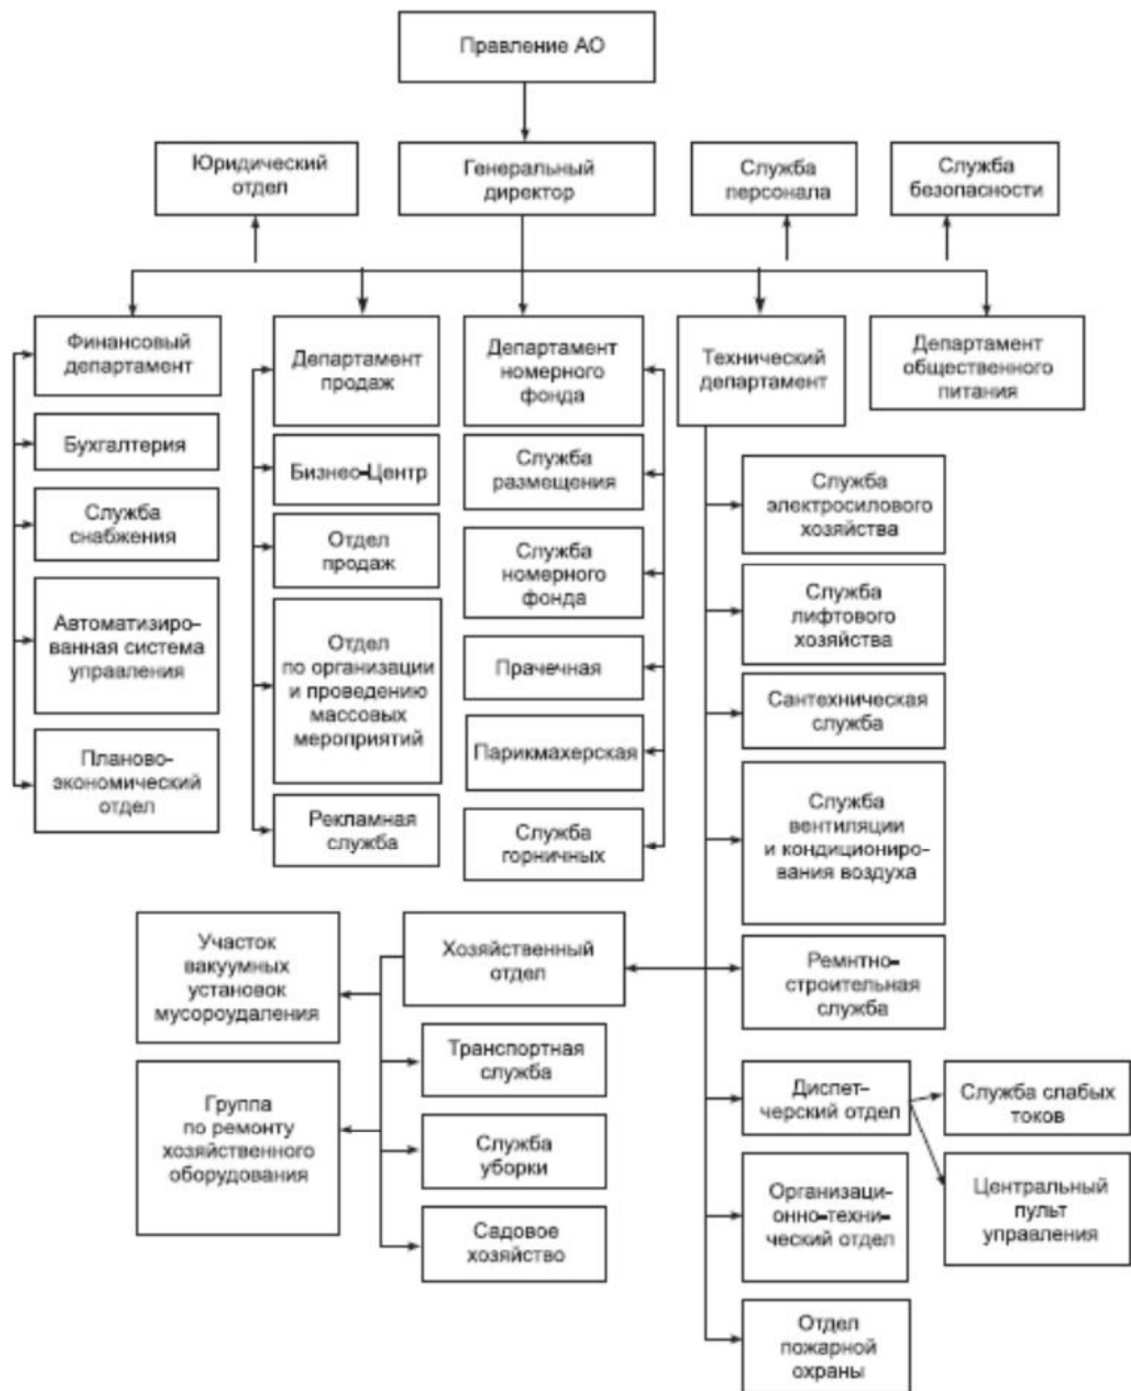 Правление АО
Юридический
отдел
Генеральный
директор
Служба
персонала
Служба
безопасности
Финансовый
департамент
Департамент
продаж
Департамент
номерного
фонда
Технический
департамент
Департамент
общественного
питания
Бухгалтерия
Служба
снабжения
Автоматизиро-
ванная система
управления
Планово-
экономический
отдел
Бизнес-Центр
Отдел
продаж
Отдел
по организации
и проведению
массовых
мероприятий
Рекламная
служба
Служба
размещения
Служба
номерного
фонда
Прачечная
Парикмахерская
Служба
горничных
Служба
электросилового
хозяйства
Служба
лифтового
хозяйства
Сантехническая
служба
Служба
вентиляции
и кондициониро-
вания воздуха
Ремнтно-
строительная
служба
Участок
вакуумных
установок
мусороудаления
Хозяйственный
отдел
Группа
по ремонту
хозяйственного
оборудования
Транспортная
служба
Служба
уборки
Садовое
хозяйство
Диспет-
черский отдел
Служба слабых
токов
Центральный
пульт
управления
Организаци-
онно-техни-
ческий отдел
Отдел
пожарной
охраны